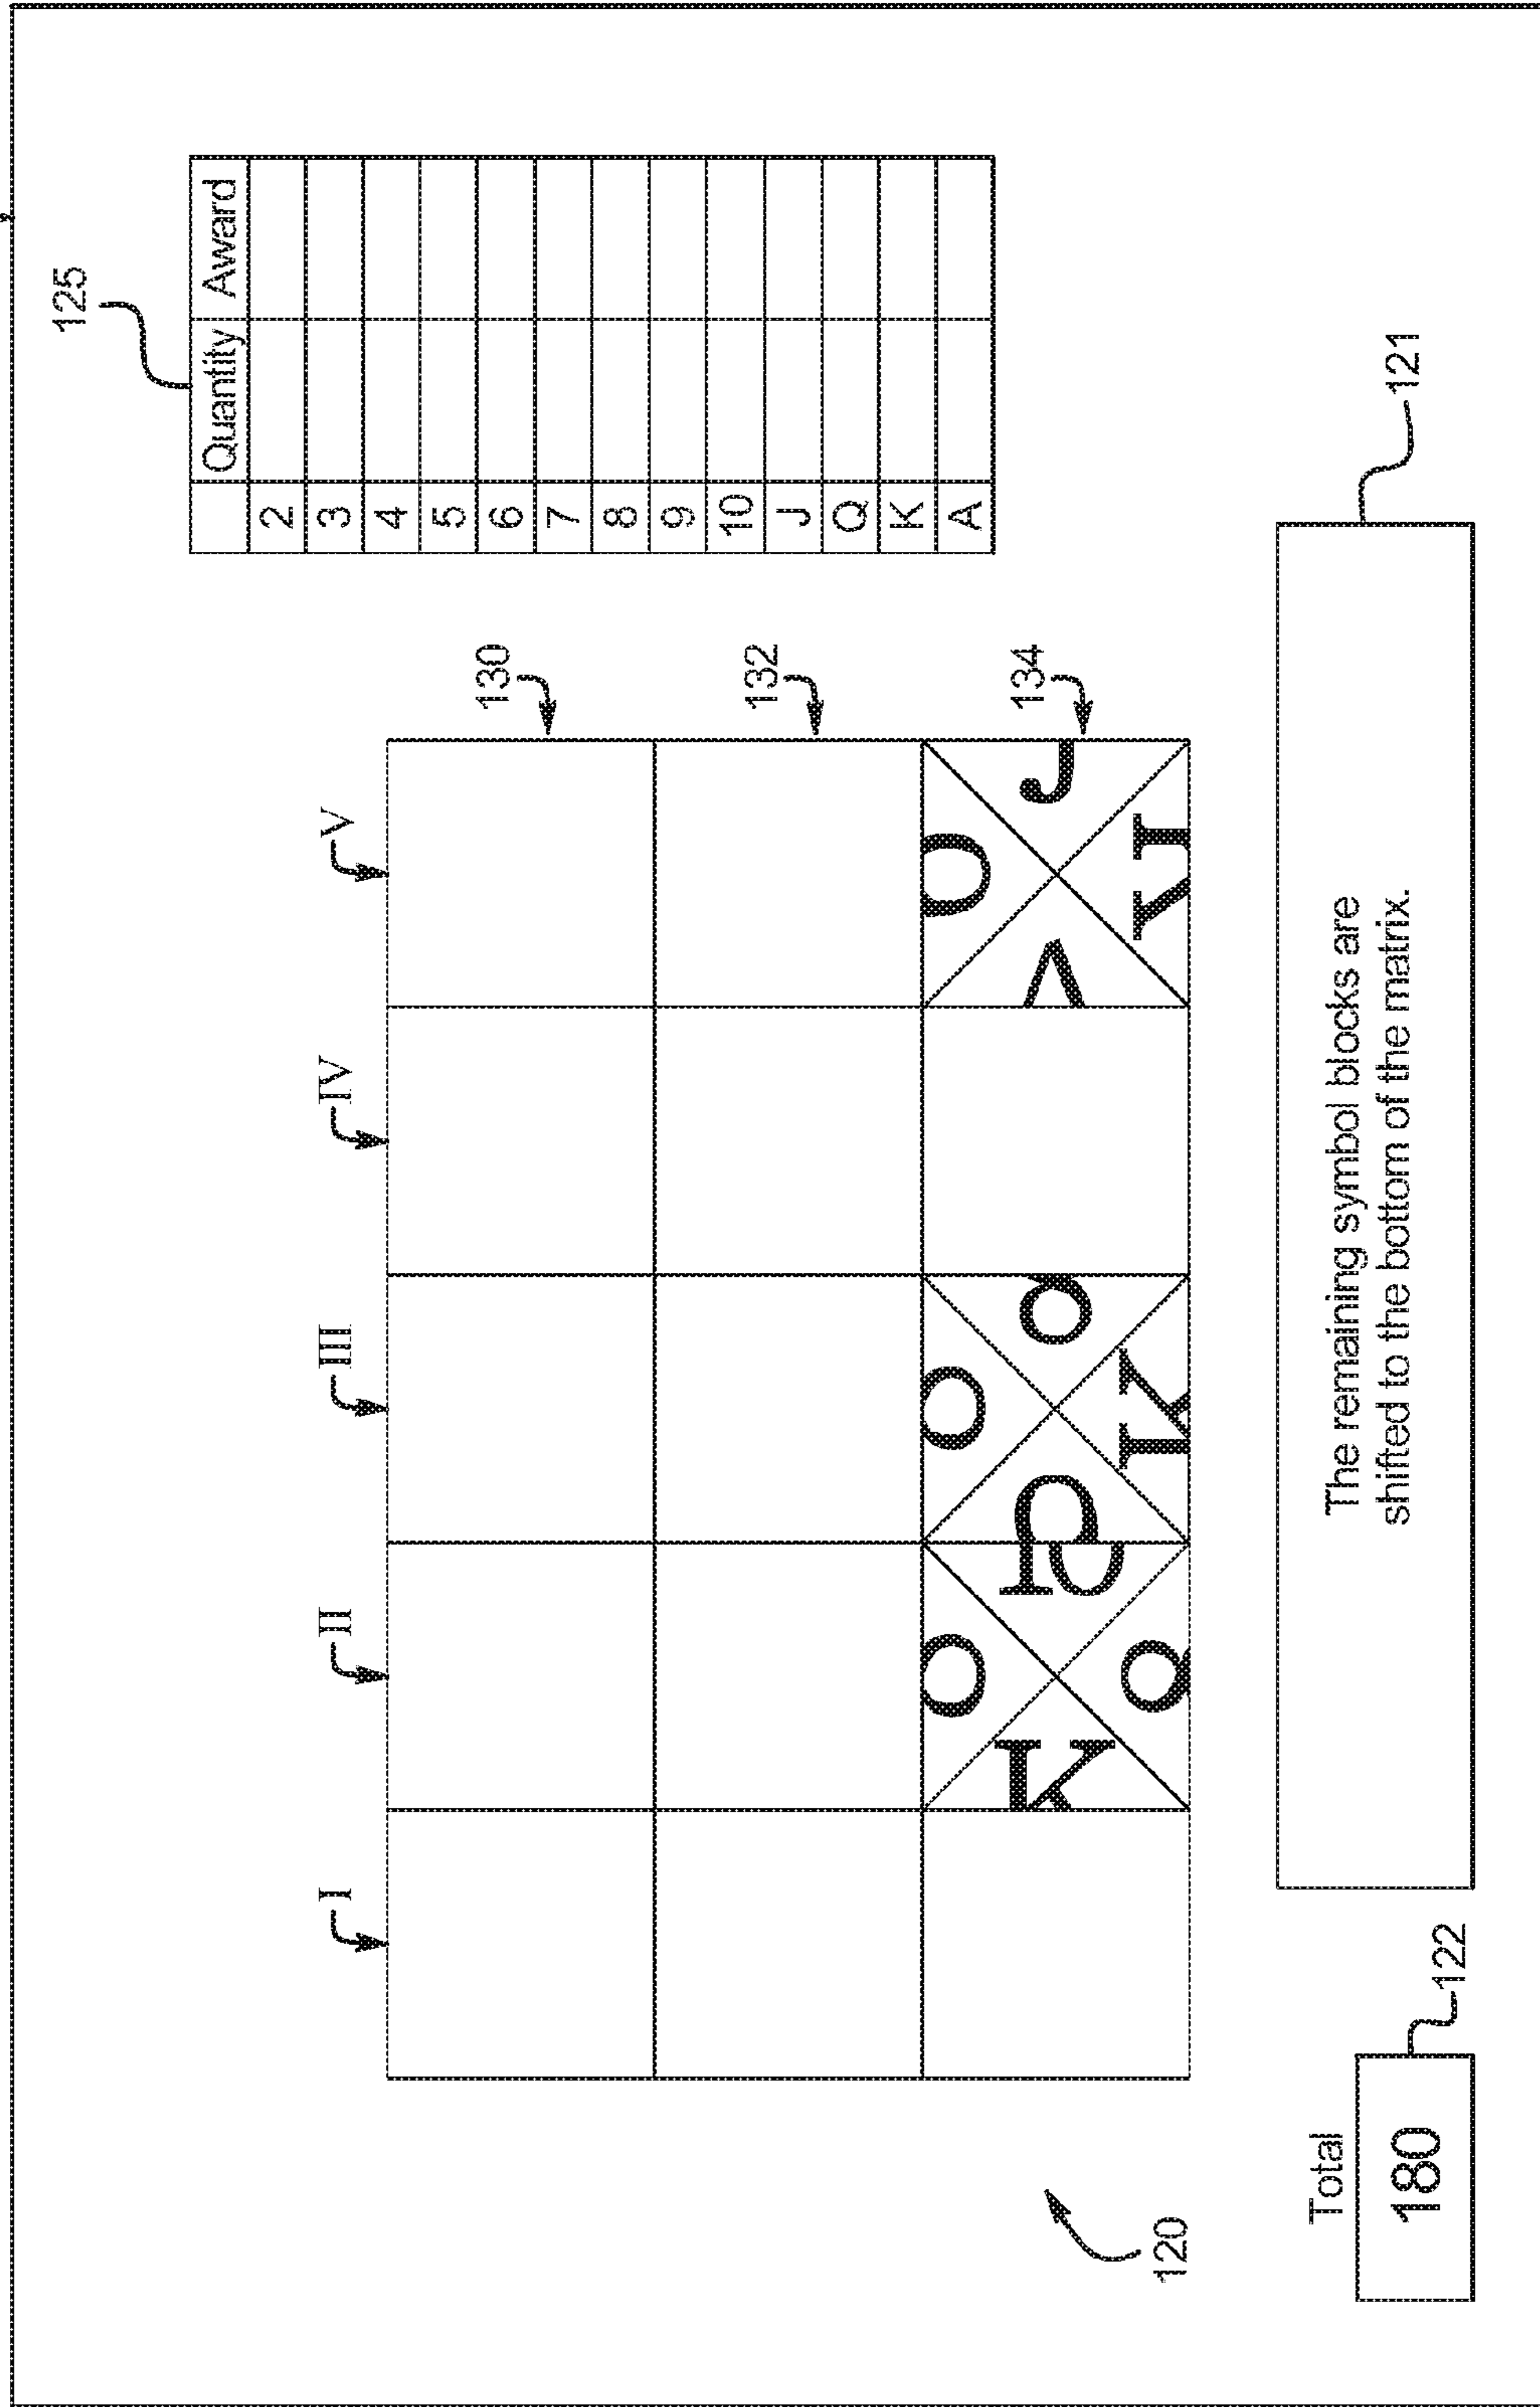 125
Quantity Award
2
3
4
5
6
7
8
9
10
J
Q
K
A
I II III IV V
130
132
134
K
Q
K
J
Total
180
122
120
The remaining symbol blocks are
shifted to the bottom of the matrix.
121